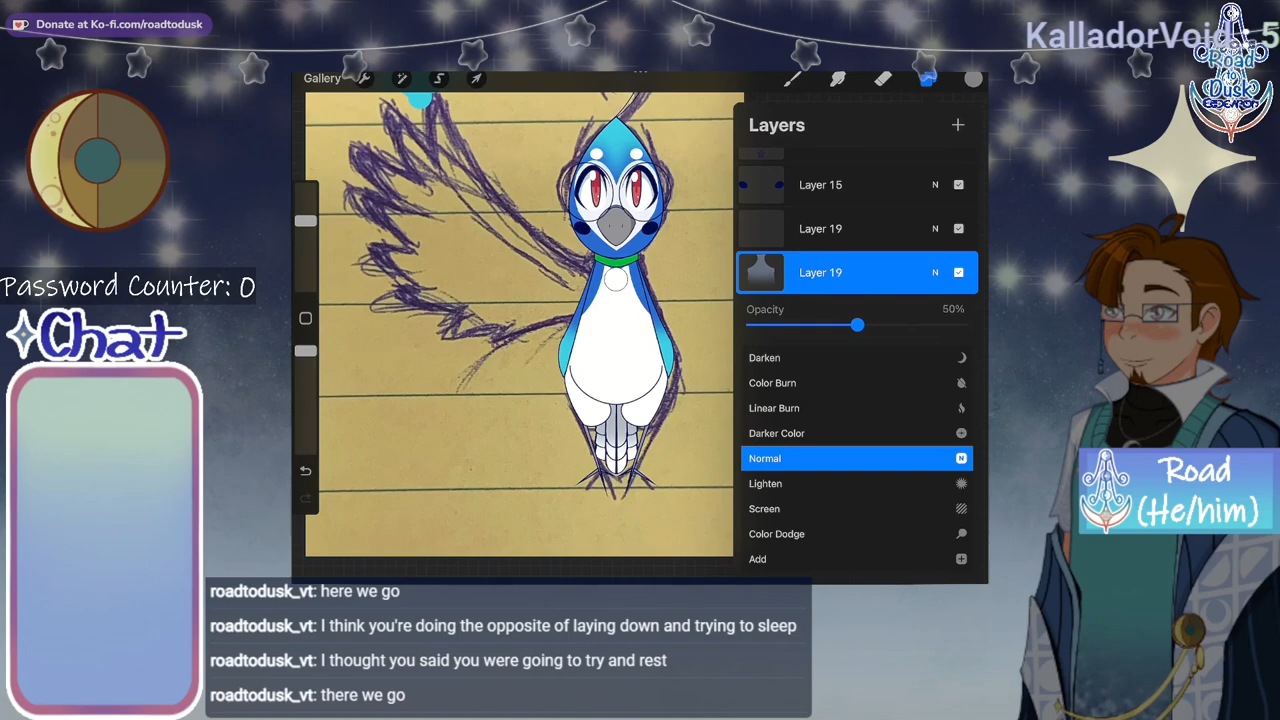 Donate at Ko-fi.com/roadtodusk
KalladorVoid : 5
Road
to
Dusk
Gallery
Layers
Layer 15 N
Layer 19 N
Layer 19 N
Opacity 50%
Darken
Color Burn
Linear Burn
Darker Color
Normal N
Lighten
Screen
Color Dodge
Add
Password Counter: 0
Chat
Road
(He/him)
roadtodusk_vt: here we go
roadtodusk_vt: I think you're doing the opposite of laying down and trying to sleep
roadtodusk_vt: I thought you said you were going to try and rest
roadtodusk_vt: there we go